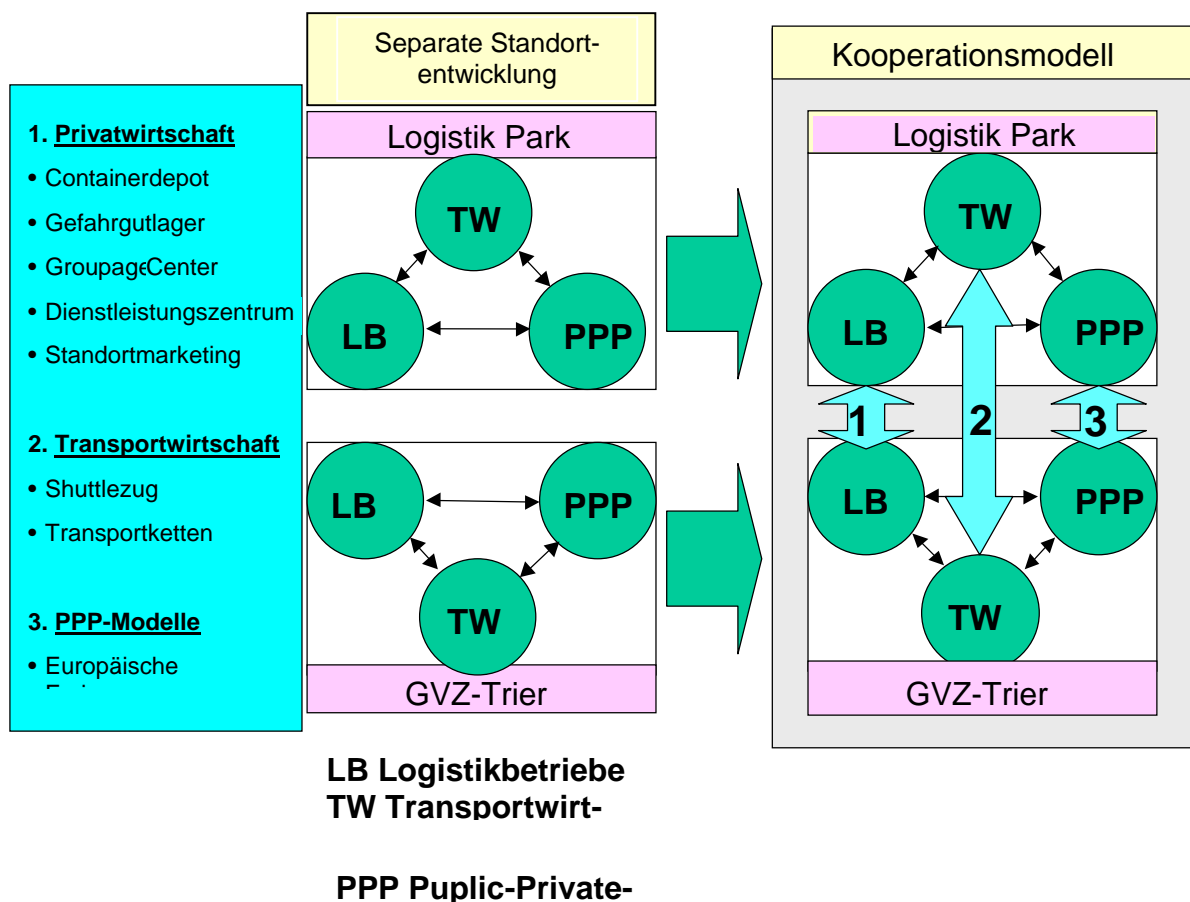 Separate Standort-
entwicklung
Kooperationsmodell
1. Privatwirtschaft
• Containerdepot
• Gefahrgutlager
• GroupageCenter
• Dienstleistungszentrum
• Standortmarketing
2. Transportwirtschaft
• Shuttlezug
• Transportketten
3. PPP-Modelle
• Europäische
Logistik Park
TW
LB
PPP
LB
PPP
TW
GVZ-Trier
Logistik Park
TW
LB
PPP
1
2
3
LB
PPP
TW
GVZ-Trier
LB Logistikbetriebe
TW Transportwirt-
PPP Puplic-Private-